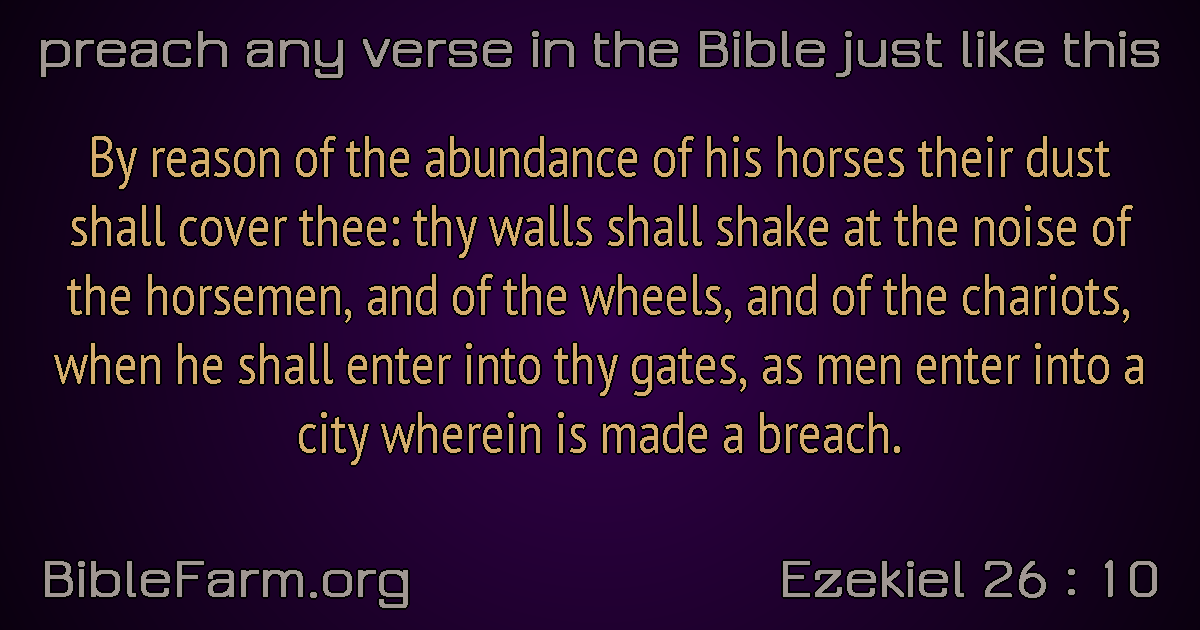 preach any verse in the Bible just like this
By reason of the abundance of his horses their dust
shall cover thee: thy walls shall shake at the noise of
the horsemen, and of the wheels, and of the chariots,
when he shall enter into thy gates, as men enter into a
city wherein is made a breach.
BibleFarm.org
Ezekiel 26 : 10